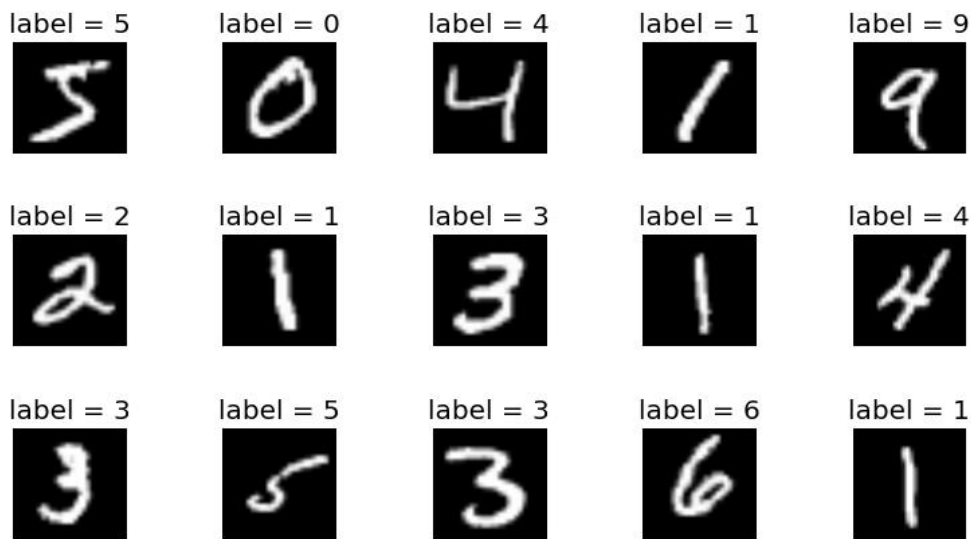 label = 5 label = 0 label = 4 label = 1 label = 9
5 0 4 1 9
label = 2 label = 1 label = 3 label = 1 label = 4
2 1 3 1 4
label = 3 label = 5 label = 3 label = 6 label = 1
3 5 3 6 1